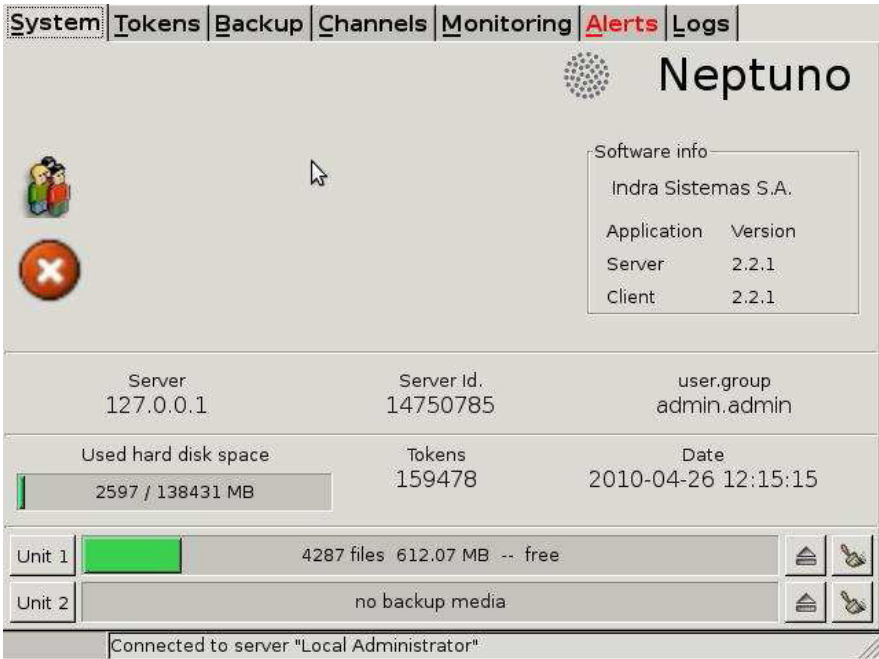 System Tokens Backup Channels Monitoring Alerts Logs
Neptuno
Software info
Indra Sistemas S.A.
Application Version
Server 2.2.1
Client 2.2.1
Server Server Id. user.group
127.0.0.1 14750785 admin.admin
Used hard disk space Tokens Date
2597 / 138431 MB 159478 2010-04-26 12:15:15
Unit 1 4287 files 612.07 MB -- free
Unit 2 no backup media
Connected to server "Local Administrator"